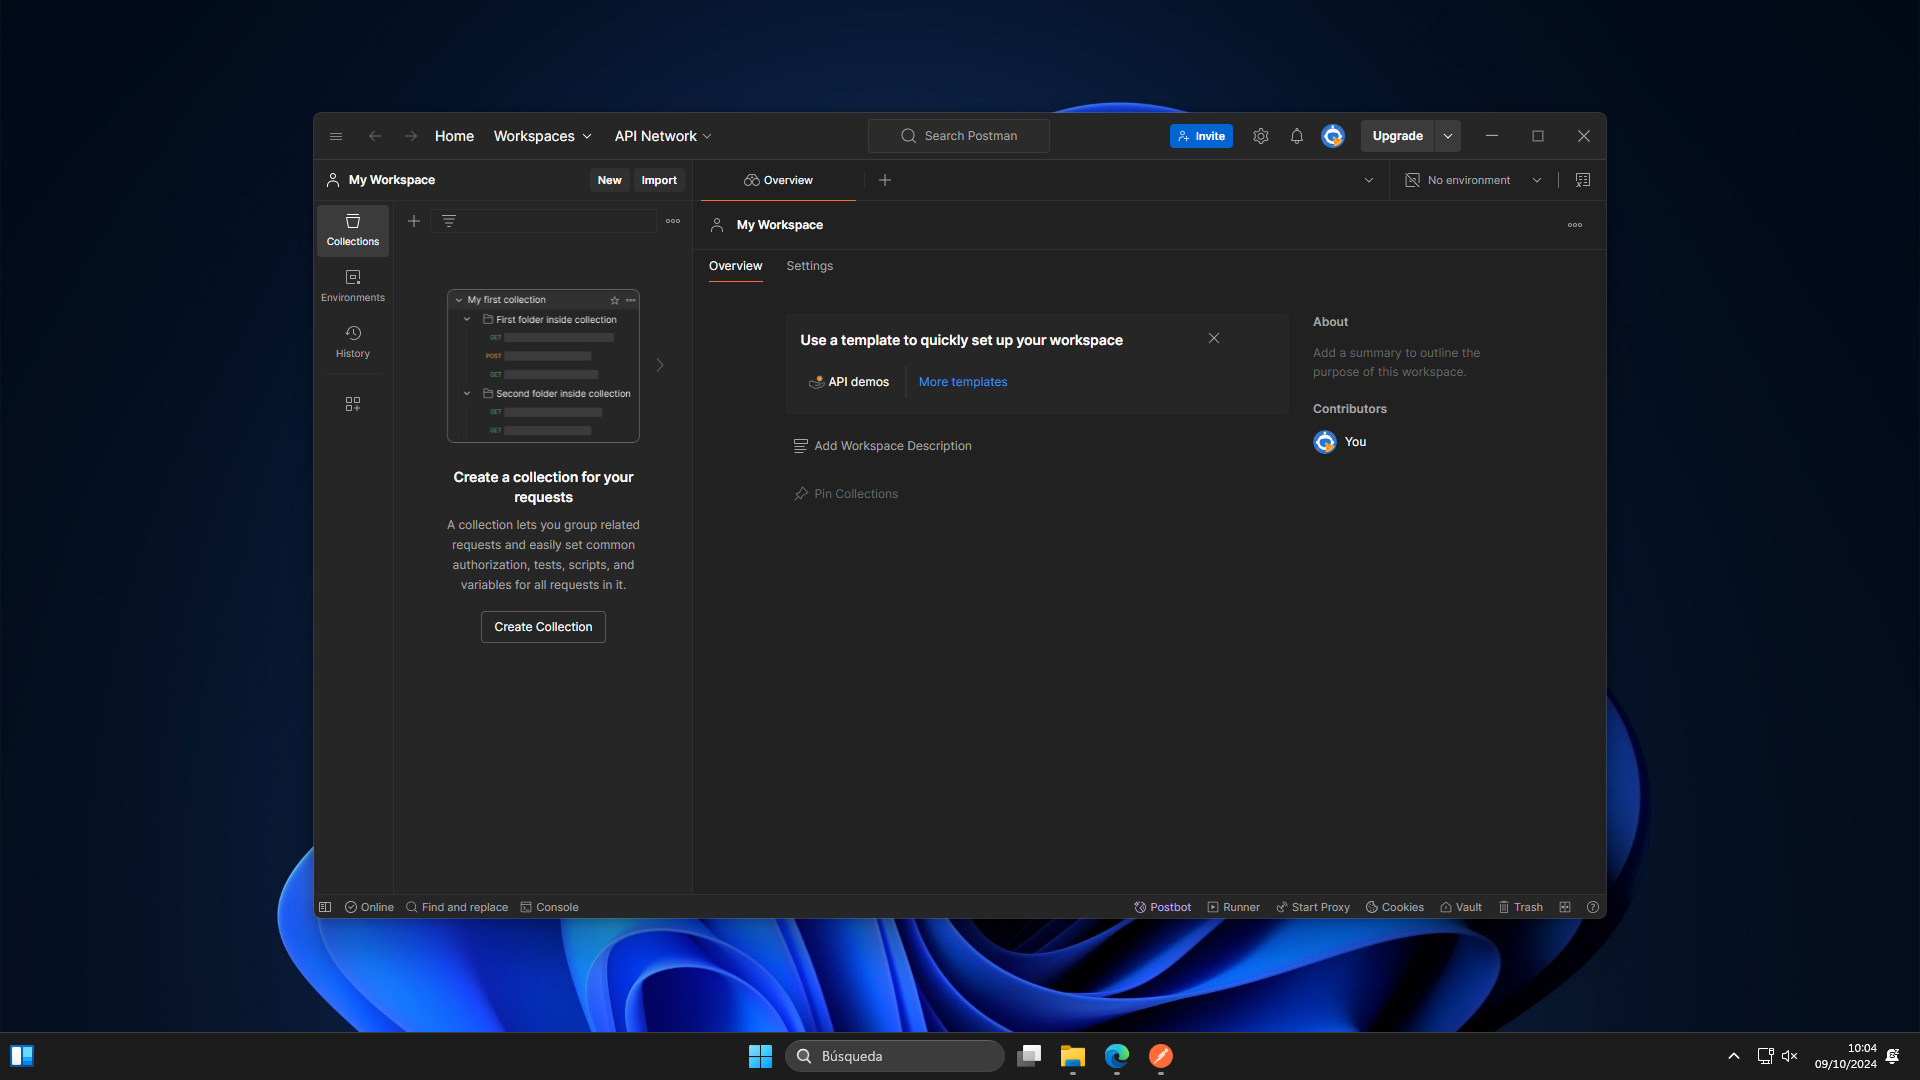 Home Workspaces API Network
Search Postman
Invite
Upgrade
My Workspace
New Import
Overview
No environment
Collections
Environments
History
My first collection
First folder inside collection
GET
POST
GET
Second folder inside collection
GET
GET
Create a collection for your
requests
A collection lets you group related
requests and easily set common
authorization, tests, scripts, and
variables for all requests in it.
Create Collection
My Workspace
Overview Settings
Use a template to quickly set up your workspace
API demos More templates
Add Workspace Description
Pin Collections
About
Add a summary to outline the
purpose of this workspace.
Contributors
You
Online Find and replace Console
Postbot Runner Start Proxy Cookies Vault Trash
Búsqueda
10:04
09/10/2024